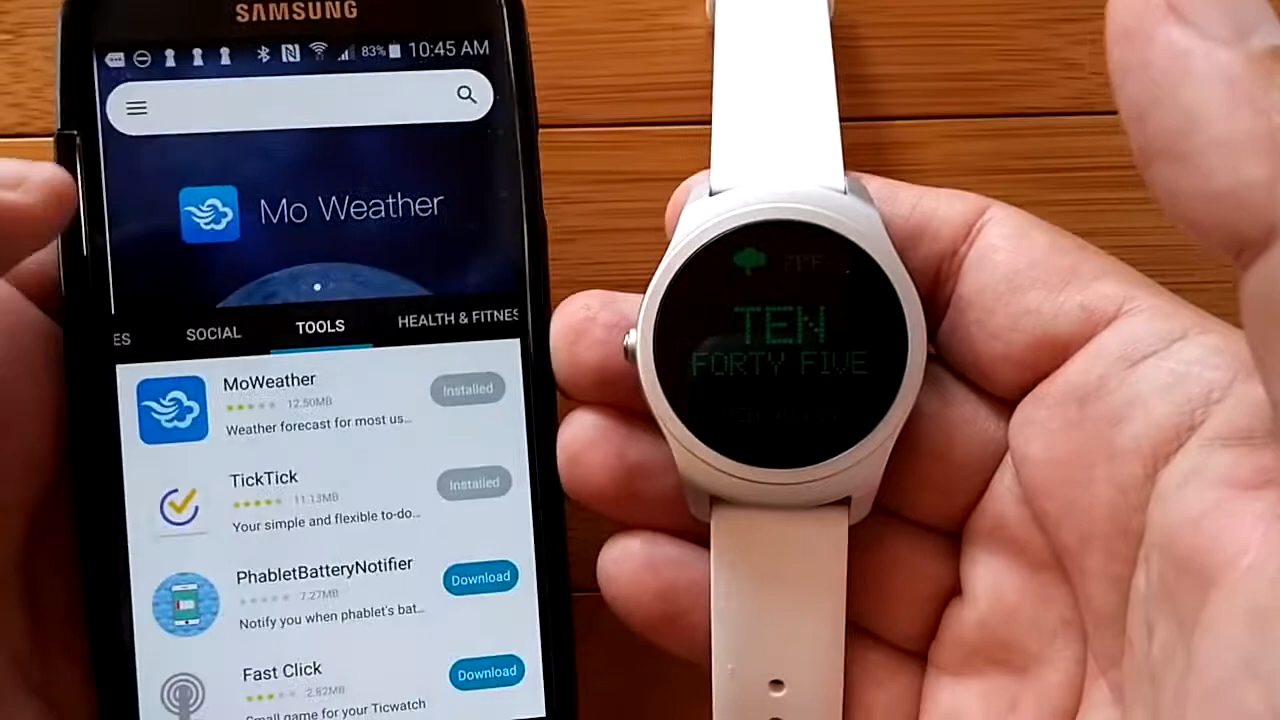 SAMSUNG
83% 10:45 AM
Mo Weather
ES SOCIAL TOOLS HEALTH & FITNES
MoWeather
12.50MB
Weather forecast for most us...
Installed
TickTick
11.13MB
Your simple and flexible to-do...
Installed
PhabletBatteryNotifier
7.27MB
Notify you when phablet's bat...
Download
Fast Click
2.82MB
Small game for your Ticwatch
Download
71°F
TEN
FORTY FIVE